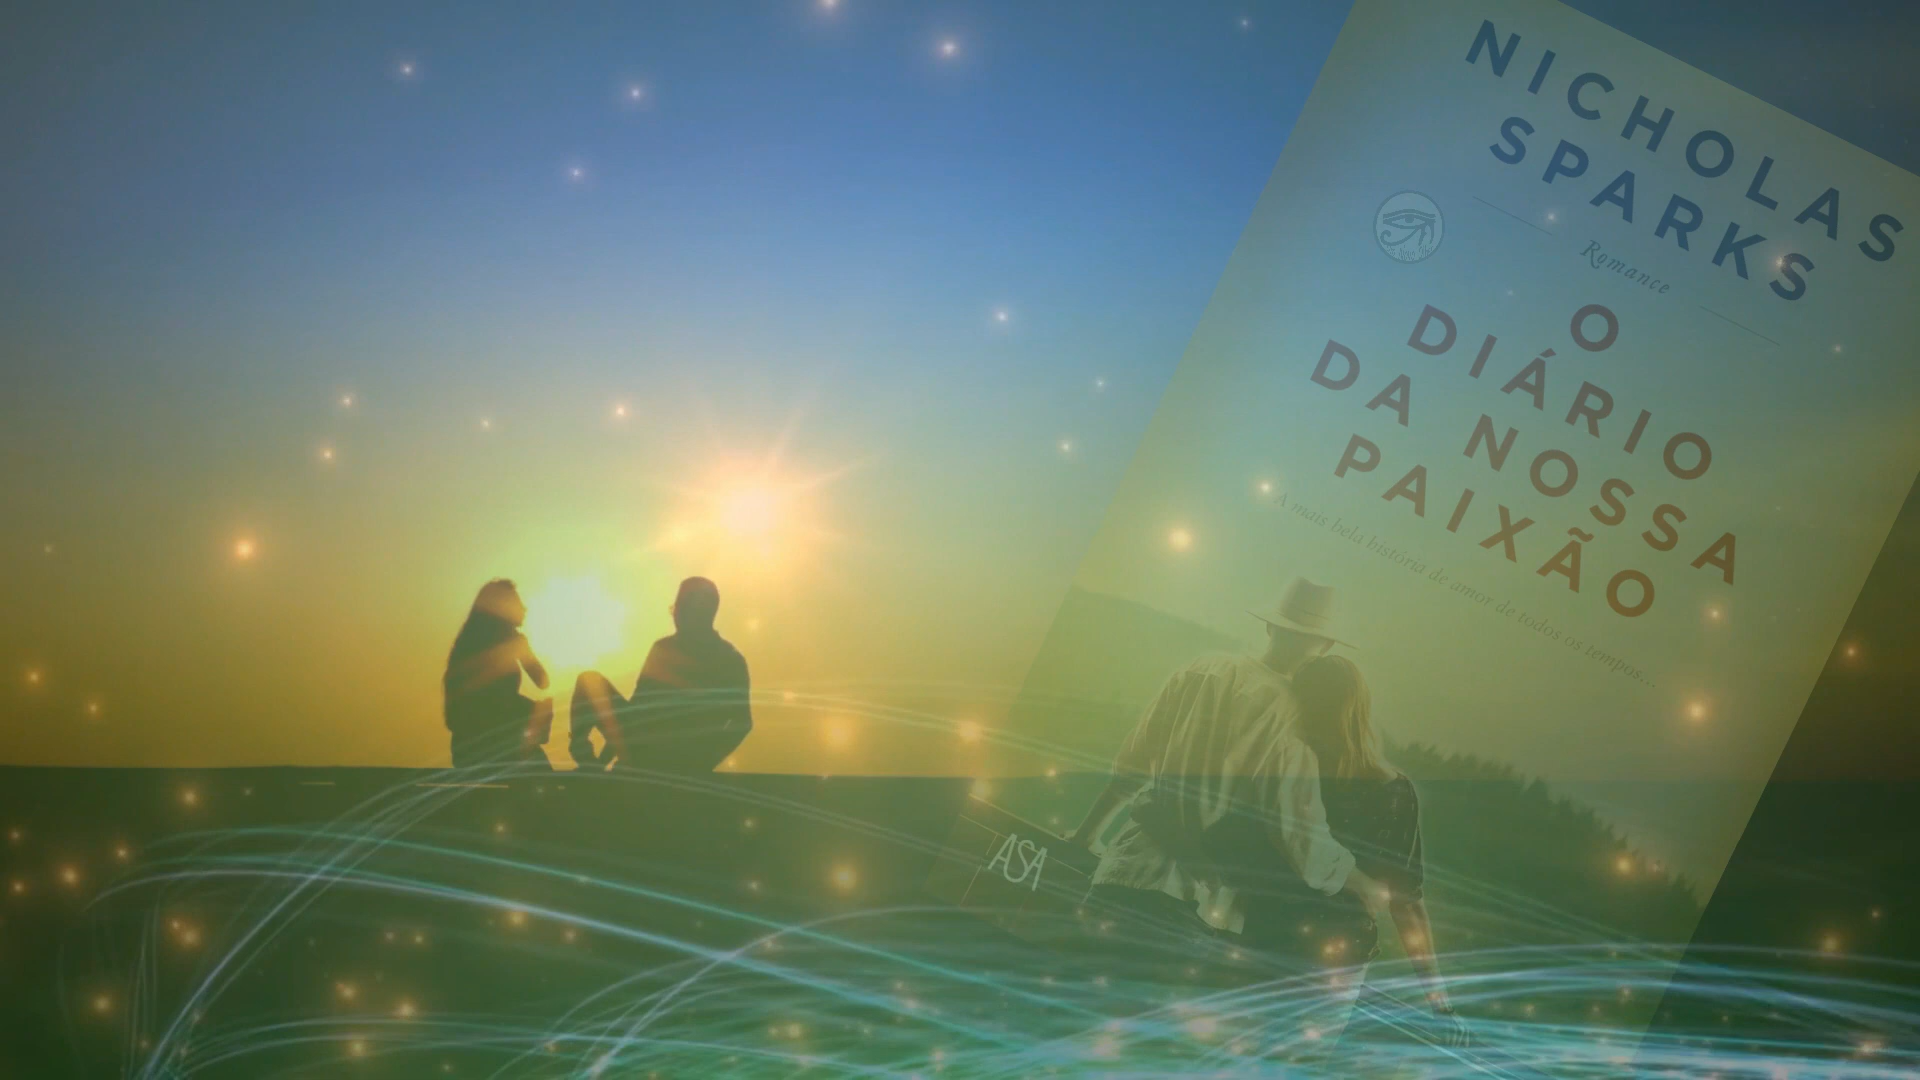 NICHOLAS
SPARKS
Romance
O
DIÁRIO
DA NOSSA
PAIXÃO
A mais bela história de amor de todos os tempos...
ASA